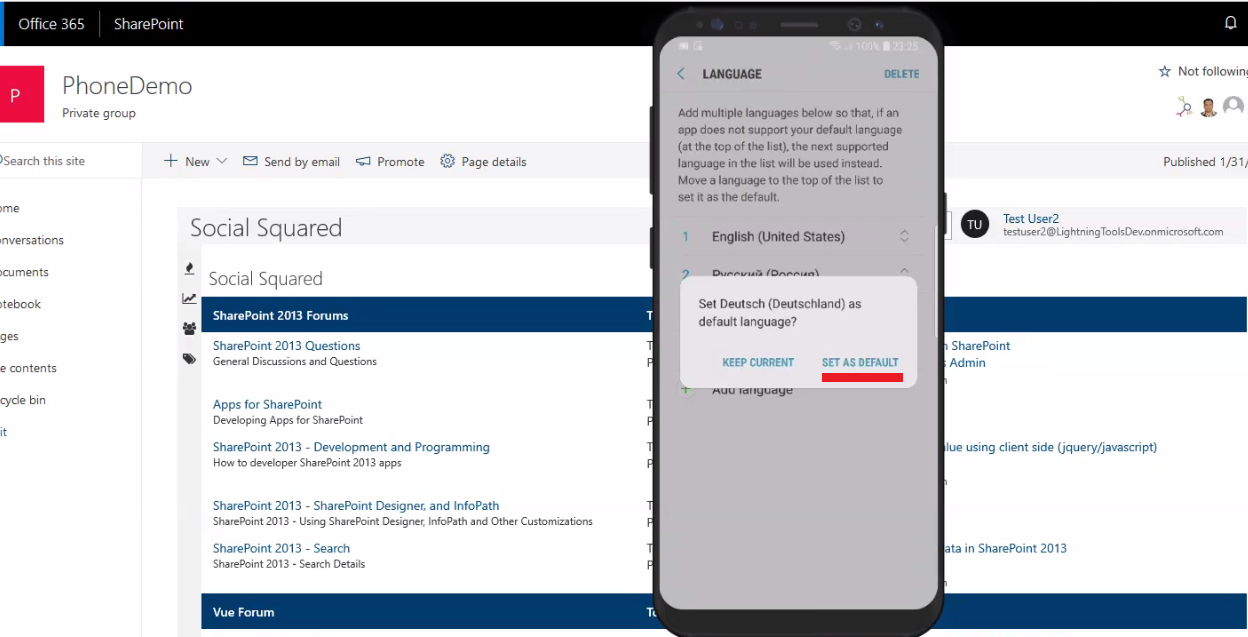 Office 365
SharePoint
P
PhoneDemo
Private group
Not following
Search this site
New
Send by email
Promote
Page details
Published 1/31/
ome
onversations
ocuments
otebook
ges
e contents
cycle bin
it
Social Squared
TU
Test User2
testuser2@LightningToolsDev.onmicrosoft.com
Social Squared
SharePoint 2013 Forums
SharePoint 2013 Questions
General Discussions and Questions
Apps for SharePoint
Developing Apps for SharePoint
SharePoint 2013 - Development and Programming
How to developer SharePoint 2013 apps
SharePoint 2013 - SharePoint Designer, and InfoPath
SharePoint 2013 - Using SharePoint Designer, InfoPath and Other Customizations
SharePoint 2013 - Search
SharePoint 2013 - Search Details
Vue Forum
SharePoint
Admin
lue using client side (jquery/javascript)
ata in SharePoint 2013
100% 23:25
LANGUAGE
DELETE
Add multiple languages below so that, if an
app does not support your default language
(at the top of the list), the next supported
language in the list will be used instead.
Move a language to the top of the list to
set it as the default.
1 English (United States)
2 Русский (Россия)
Set Deutsch (Deutschland) as
default language?
KEEP CURRENT
SET AS DEFAULT
Add language